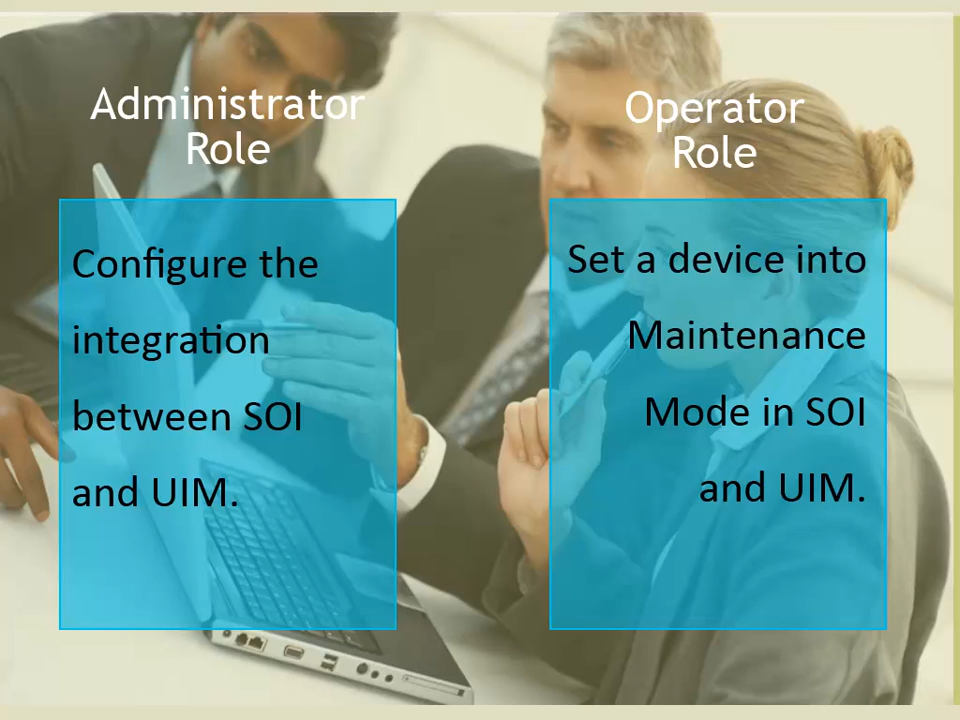 Administrator
Role
Configure the
integration
between SOI
and UIM.
Operator
Role
Set a device into
Maintenance
Mode in SOI
and UIM.